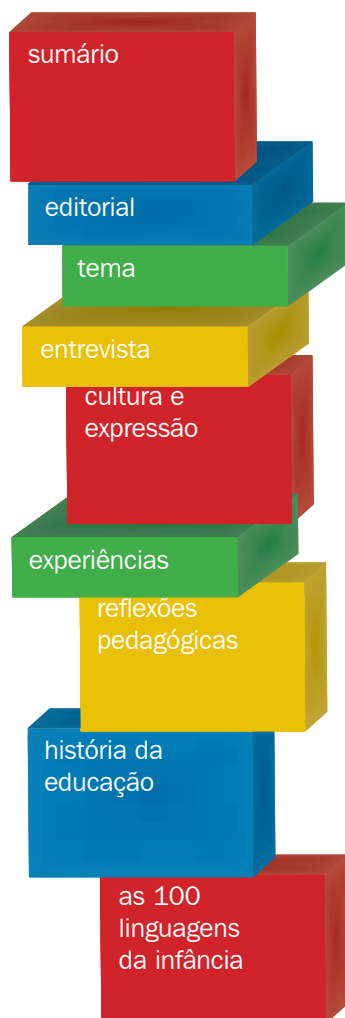 sumário
editorial
tema
entrevista
cultura e
expressão
experiências
reflexões
pedagógicas
história da
educação
as 100
linguagens
da infância